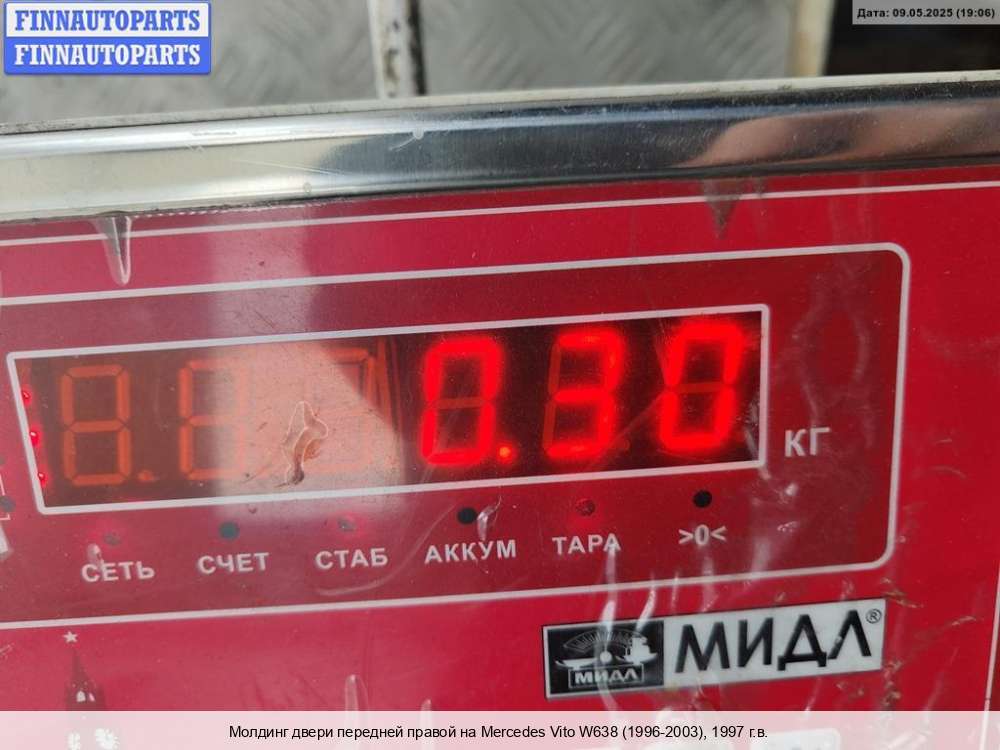 FINNAUTOPARTS
FINNAUTOPARTS
Дата: 09.05.2025 (19:06)
0.30
КГ
СЕТЬ СЧЕТ СТАБ АККУМ ТАРА >0<
МИДЛ МИДЛ®
Молдинг двери передней правой на Mercedes Vito W638 (1996-2003), 1997 г.в.